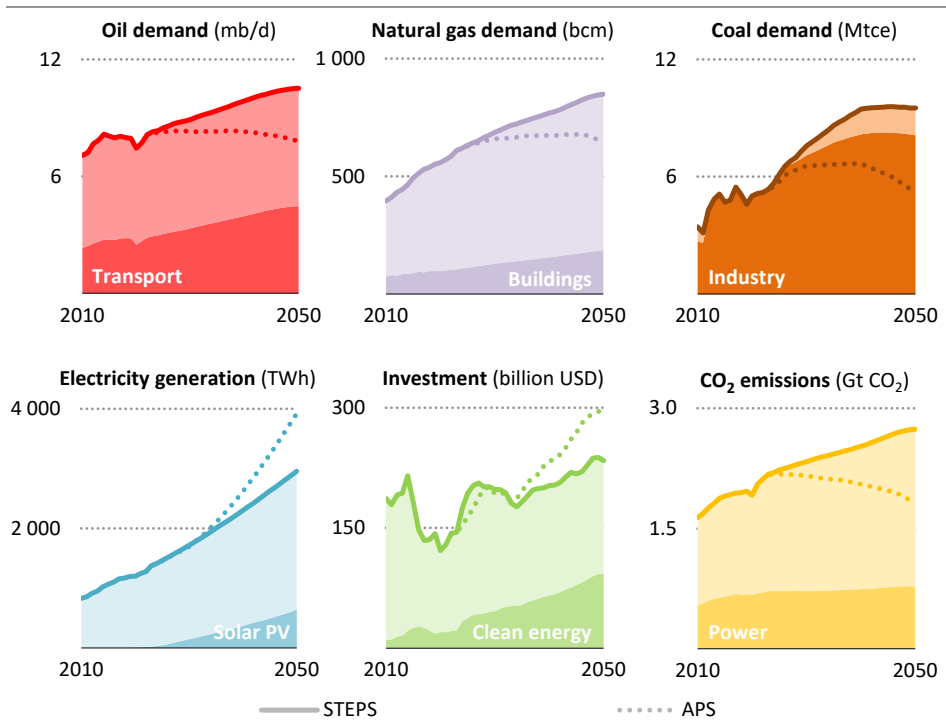 Oil demand (mb/d)
12
6
Transport
2010 2050
Natural gas demand (bcm)
1 000
500
Buildings
2010 2050
Coal demand (Mtce)
12
6
Industry
2010 2050
Electricity generation (TWh)
4 000
2 000
Solar PV
2010 2050
Investment (billion USD)
300
150
Clean energy
2010 2050
CO₂ emissions (Gt CO₂)
3.0
1.5
Power
2010 2050
STEPS APS